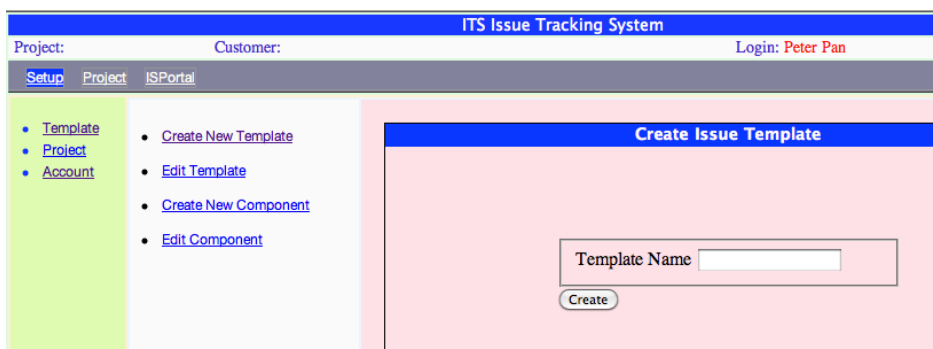 ITS Issue Tracking System
Project: Customer: Login: Peter Pan
Setup Project ISPortal
Template
Project
Account
Create New Template
Edit Template
Create New Component
Edit Component
Create Issue Template
Template Name
Create